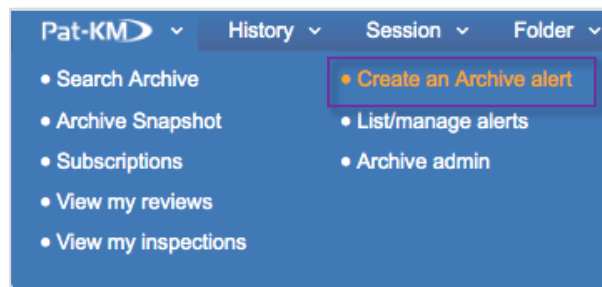 Pat-KM History Session Folder
• Search Archive
• Archive Snapshot
• Subscriptions
• View my reviews
• View my inspections
• Create an Archive alert
• List/manage alerts
• Archive admin